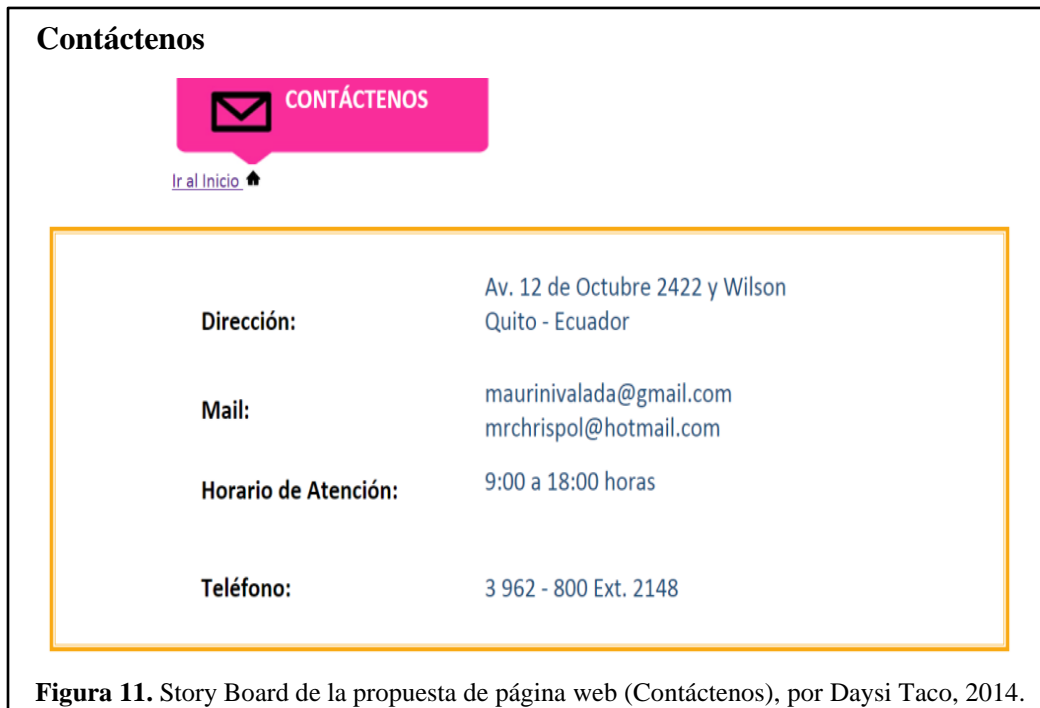 Contáctenos
CONTÁCTENOS
Ir al Inicio
Av. 12 de Octubre 2422 y Wilson
Dirección: Quito - Ecuador
Mail: maurinivalada@gmail.com
mrchrispol@hotmail.com
Horario de Atención: 9:00 a 18:00 horas
Teléfono: 3 962 - 800 Ext. 2148
Figura 11. Story Board de la propuesta de página web (Contáctenos), por Daysi Taco, 2014.